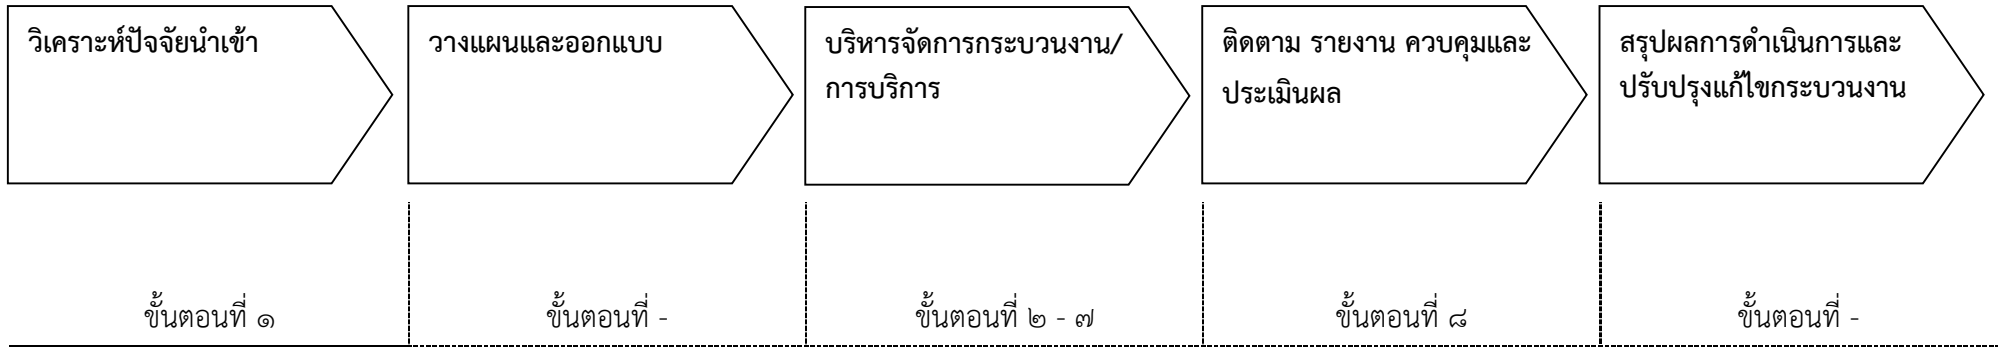 วิเคราะห์ปัจจัยนำเข้า
วางแผนและออกแบบ
บริหารจัดการกระบวนงาน/
การบริการ
ติดตาม รายงาน ควบคุมและ
ประเมินผล
สรุปผลการดำเนินการและ
ปรับปรุงแก้ไขกระบวนงาน
ขั้นตอนที่ ๑
ขั้นตอนที่ -
ขั้นตอนที่ ๒ - ๗
ขั้นตอนที่ ๘
ขั้นตอนที่ -